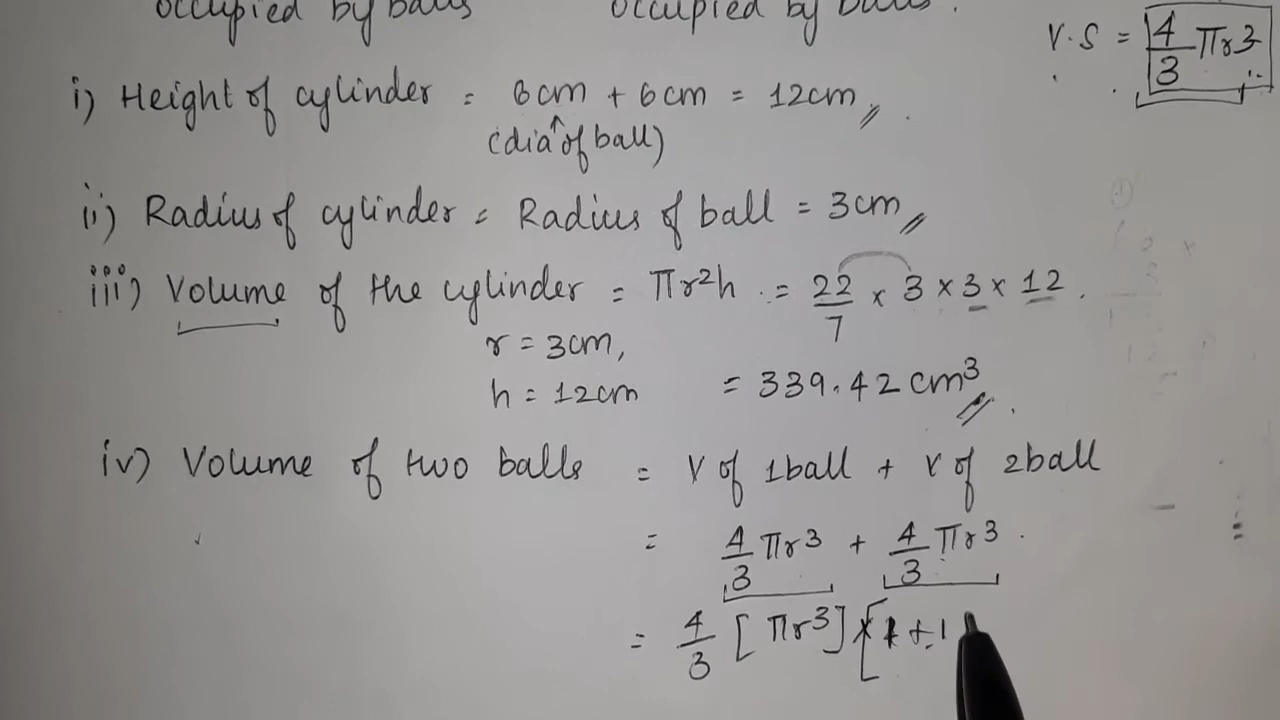 occupied by balls occupied by balls.
V.S = 4/3 πr3
i) Height of cylinder = 6cm + 6cm = 12cm
(dia of ball)
ii) Radius of cylinder = Radius of ball = 3cm
iii) Volume of the cylinder = πr²h = 22/7 × 3 × 3 × 12.
r = 3cm,
h = 12cm = 339.42 cm³
iv) Volume of two balls = V of 1ball + V of 2ball
= 4/3 πr³ + 4/3 πr³.
= 4/3 [πr³] [1+1